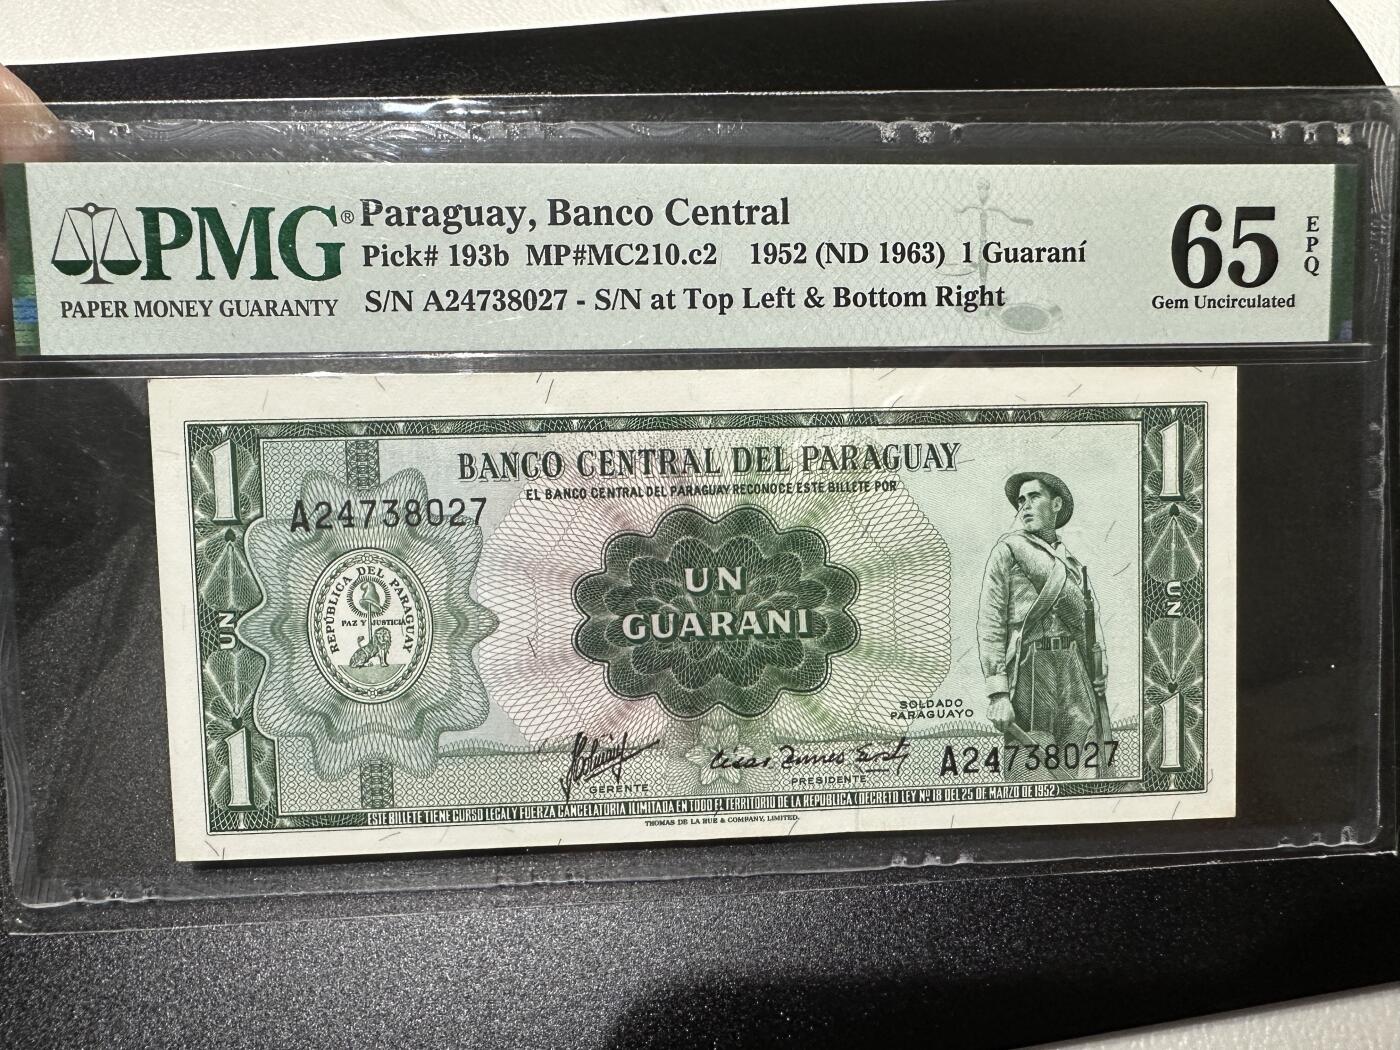 PMG®
PAPER MONEY GUARANTY
Paraguay, Banco Central
Pick# 193b MP#MC210.c2 1952 (ND 1963) 1 Guaraní
S/N A24738027 - S/N at Top Left & Bottom Right
65
EPQ
Gem Uncirculated
1
1
BANCO CENTRAL DEL PARAGUAY
EL BANCO CENTRAL DEL PARAGUAY RECONOCE ESTE BILLETE POR
A24738027
REPUBLICA DEL PARAGUAY
PAZ Y JUSTICIA
UN
GUARANI
UN
UN
SOLDADO
PARAGUAYO
1
1
GERENTE
PRESIDENTE
A24738027
ESTE BILLETE TIENE CURSO LEGAL Y FUERZA CANCELATORIA ILIMITADA EN TODO EL TERRITORIO DE LA REPUBLICA (DECRETO LEY Nº 18 DEL 25 DE MARZO DE 1952)
THOMAS DE LA RUE & COMPANY, LIMITED.